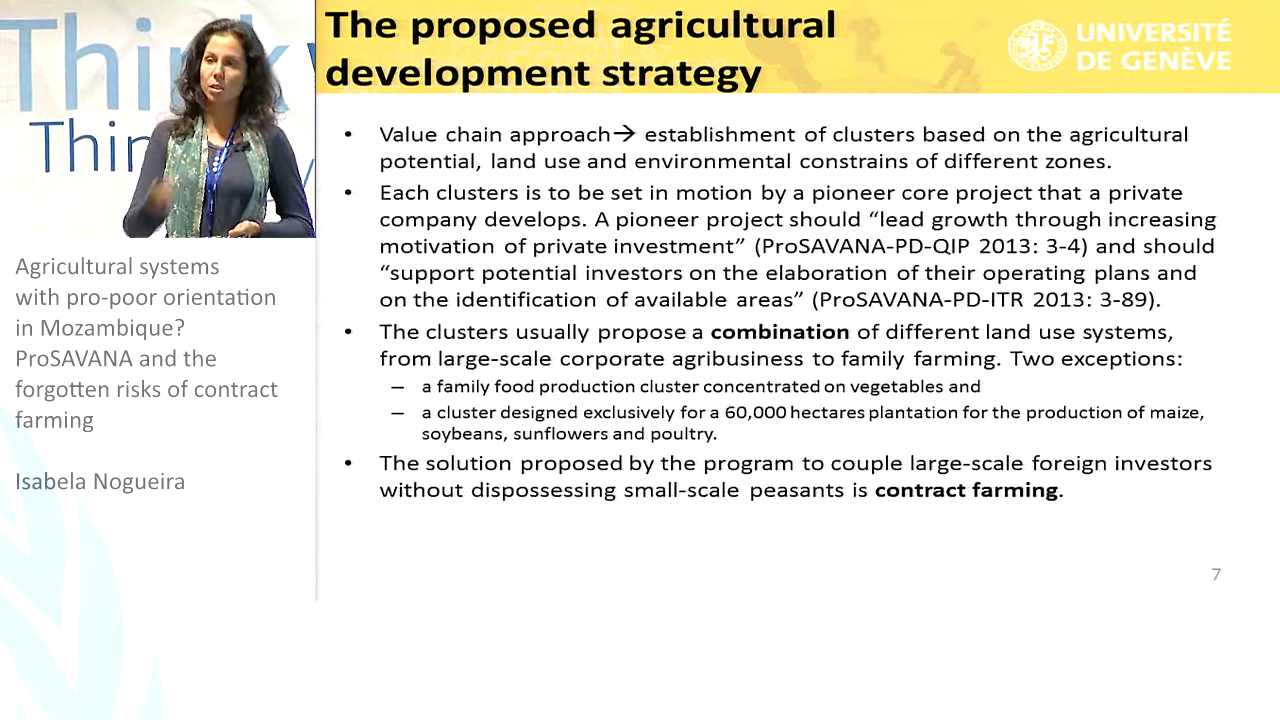 Think
Thin
The proposed agricultural
development strategy
UNIVERSITÉ
DE GENÈVE
Agricultural systems
with pro-poor orientation
in Mozambique?
ProSAVANA and the
forgotten risks of contract
farming
Isabela Nogueira
• Value chain approach→ establishment of clusters based on the agricultural
potential, land use and environmental constrains of different zones.
• Each clusters is to be set in motion by a pioneer core project that a private
company develops. A pioneer project should “lead growth through increasing
motivation of private investment” (ProSAVANA-PD-QIP 2013: 3-4) and should
“support potential investors on the elaboration of their operating plans and
on the identification of available areas” (ProSAVANA-PD-ITR 2013: 3-89).
• The clusters usually propose a combination of different land use systems,
from large-scale corporate agribusiness to family farming. Two exceptions:
– a family food production cluster concentrated on vegetables and
– a cluster designed exclusively for a 60,000 hectares plantation for the production of maize,
soybeans, sunflowers and poultry.
• The solution proposed by the program to couple large-scale foreign investors
without dispossessing small-scale peasants is contract farming.
7